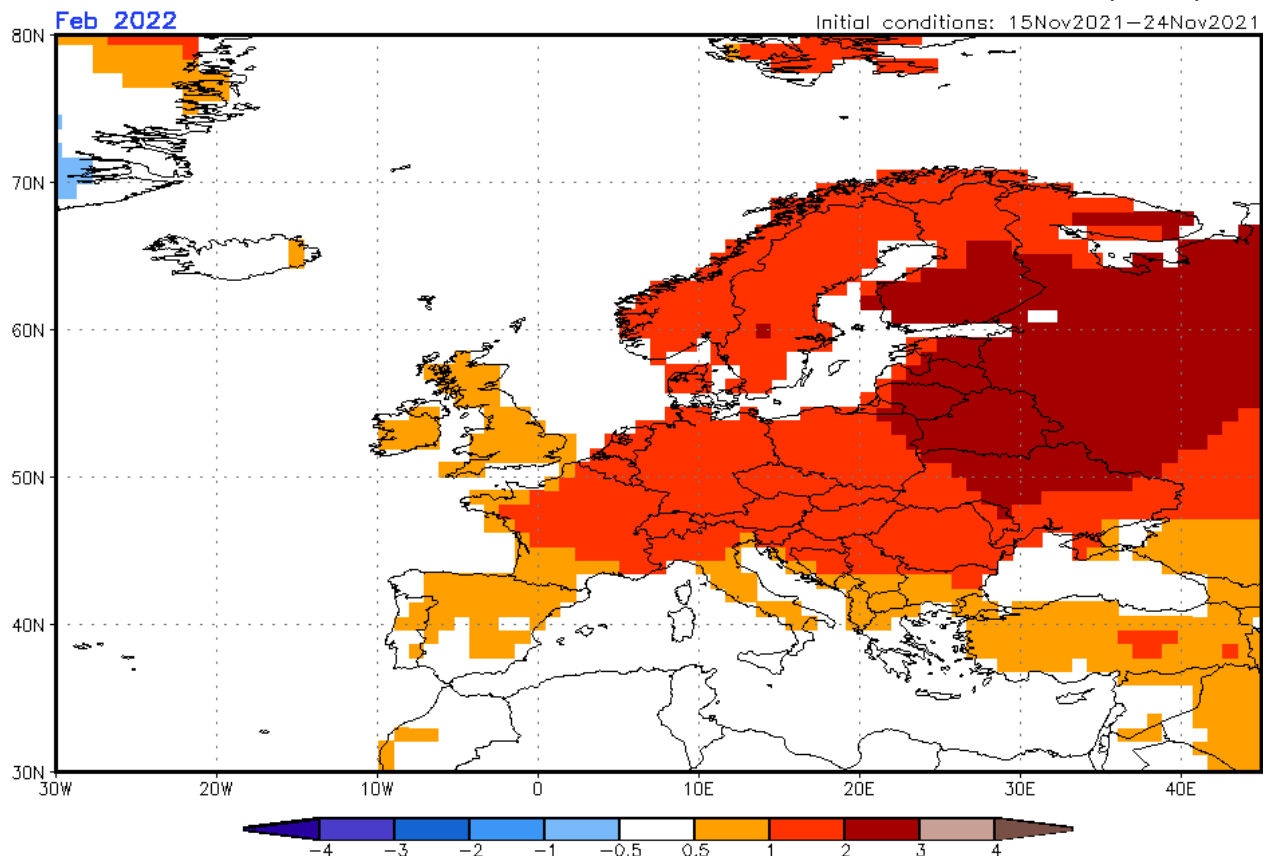 Feb 2022
Initial conditions: 15Nov2021–24Nov2021
80N
70N
60N
50N
40N
30N
30W 20W 10W 0 10E 20E 30E 40E
−4 −3 −2 −1 −0.5 0.5 1 2 3 4